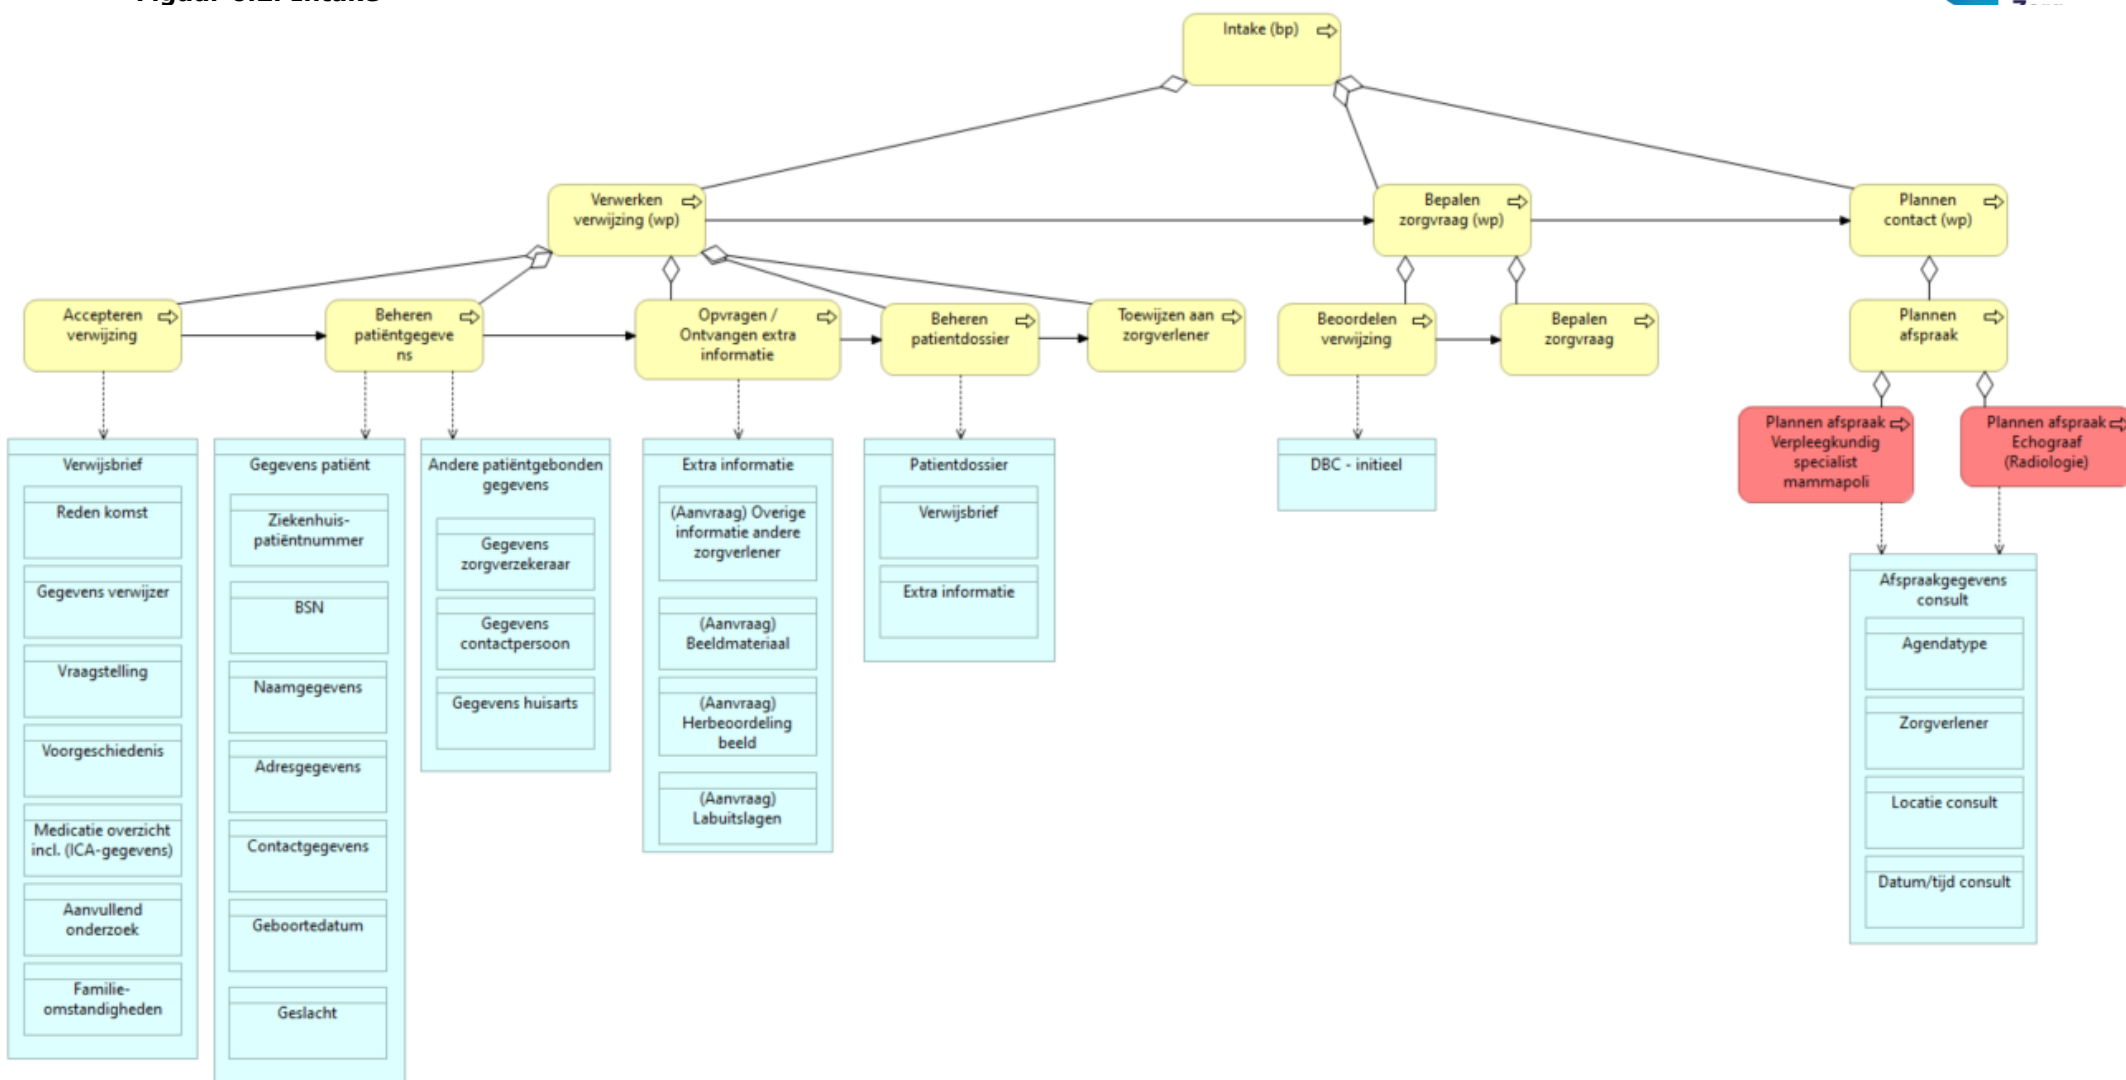 Intake (bp)
Verwerken
verwijzing (wp)
Bepalen
zorgvraag (wp)
Plannen
contact (wp)
Accepteren
verwijzing
Beheren
patiëntgegeve
ns
Opvragen /
Ontvangen extra
informatie
Beheren
patientdossier
Toewijzen aan
zorgverlener
Beoordelen
verwijzing
Bepalen
zorgvraag
Plannen
afspraak
Plannen afspraak
Verpleegkundig
specialist
mammapoli
Plannen afspraak
Echograaf
(Radiologie)
Verwijsbrief
Reden komst
Gegevens verwijzer
Vraagstelling
Voorgeschiedenis
Medicatie overzicht
incl. (ICA-gegevens)
Aanvullend
onderzoek
Familie-
omstandigheden
Gegevens patiënt
Ziekenhuis-
patiëntnummer
BSN
Naamgegevens
Adresgegevens
Contactgegevens
Geboortedatum
Geslacht
Andere patiëntgebonden
gegevens
Gegevens
zorgverzekeraar
Gegevens
contactpersoon
Gegevens huisarts
Extra informatie
(Aanvraag) Overige
informatie andere
zorgverlener
(Aanvraag)
Beeldmateriaal
(Aanvraag)
Herbeoordeling
beeld
(Aanvraag)
Labuitslagen
Patientdossier
Verwijsbrief
Extra informatie
DBC - initieel
Afspraakgegevens
consult
Agendatype
Zorgverlener
Locatie consult
Datum/tijd consult